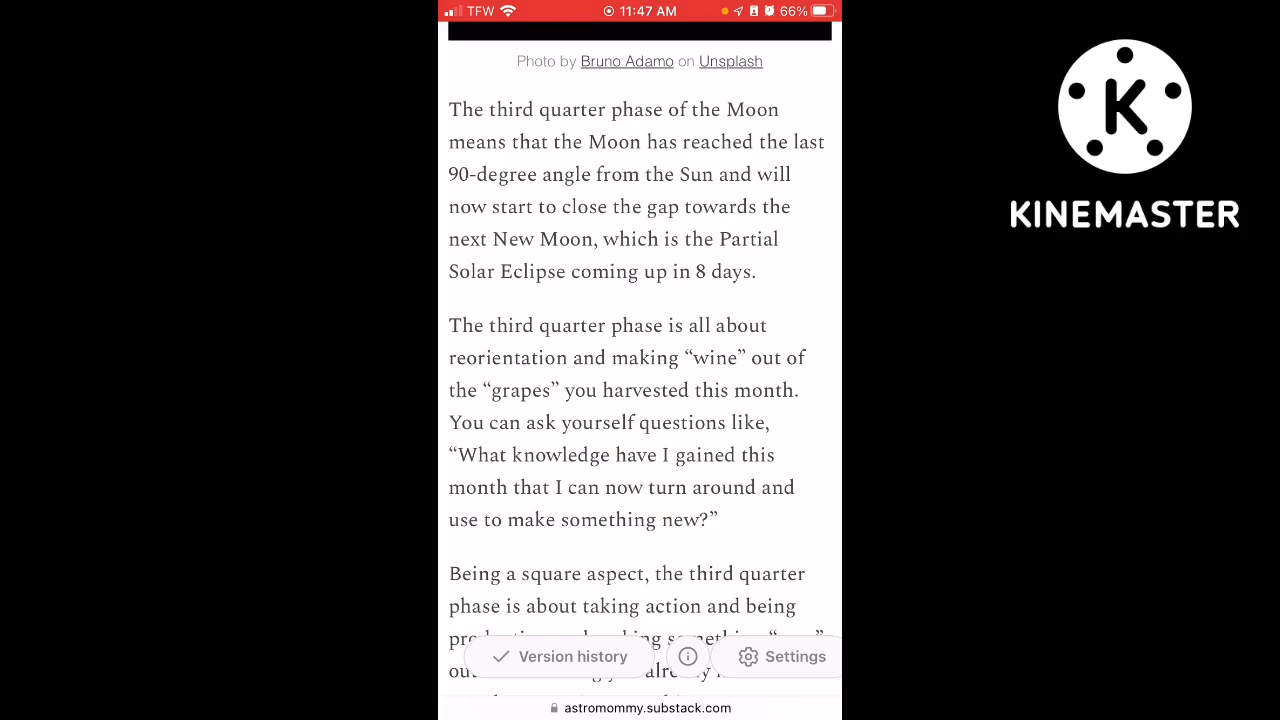 TFW 11:47 AM 66%
Photo by Bruno Adamo on Unsplash
The third quarter phase of the Moon
means that the Moon has reached the last
90-degree angle from the Sun and will
now start to close the gap towards the
next New Moon, which is the Partial
Solar Eclipse coming up in 8 days.
The third quarter phase is all about
reorientation and making “wine” out of
the “grapes” you harvested this month.
You can ask yourself questions like,
“What knowledge have I gained this
month that I can now turn around and
use to make something new?”
Being a square aspect, the third quarter
phase is about taking action and being
Version history
Settings
astromommy.substack.com
K
KINEMASTER